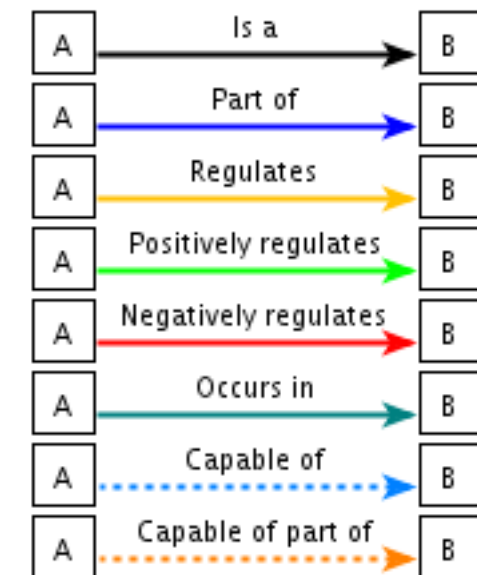 A Is a B
A Part of B
A Regulates B
A Positively regulates B
A Negatively regulates B
A Occurs in B
A Capable of B
A Capable of part of B